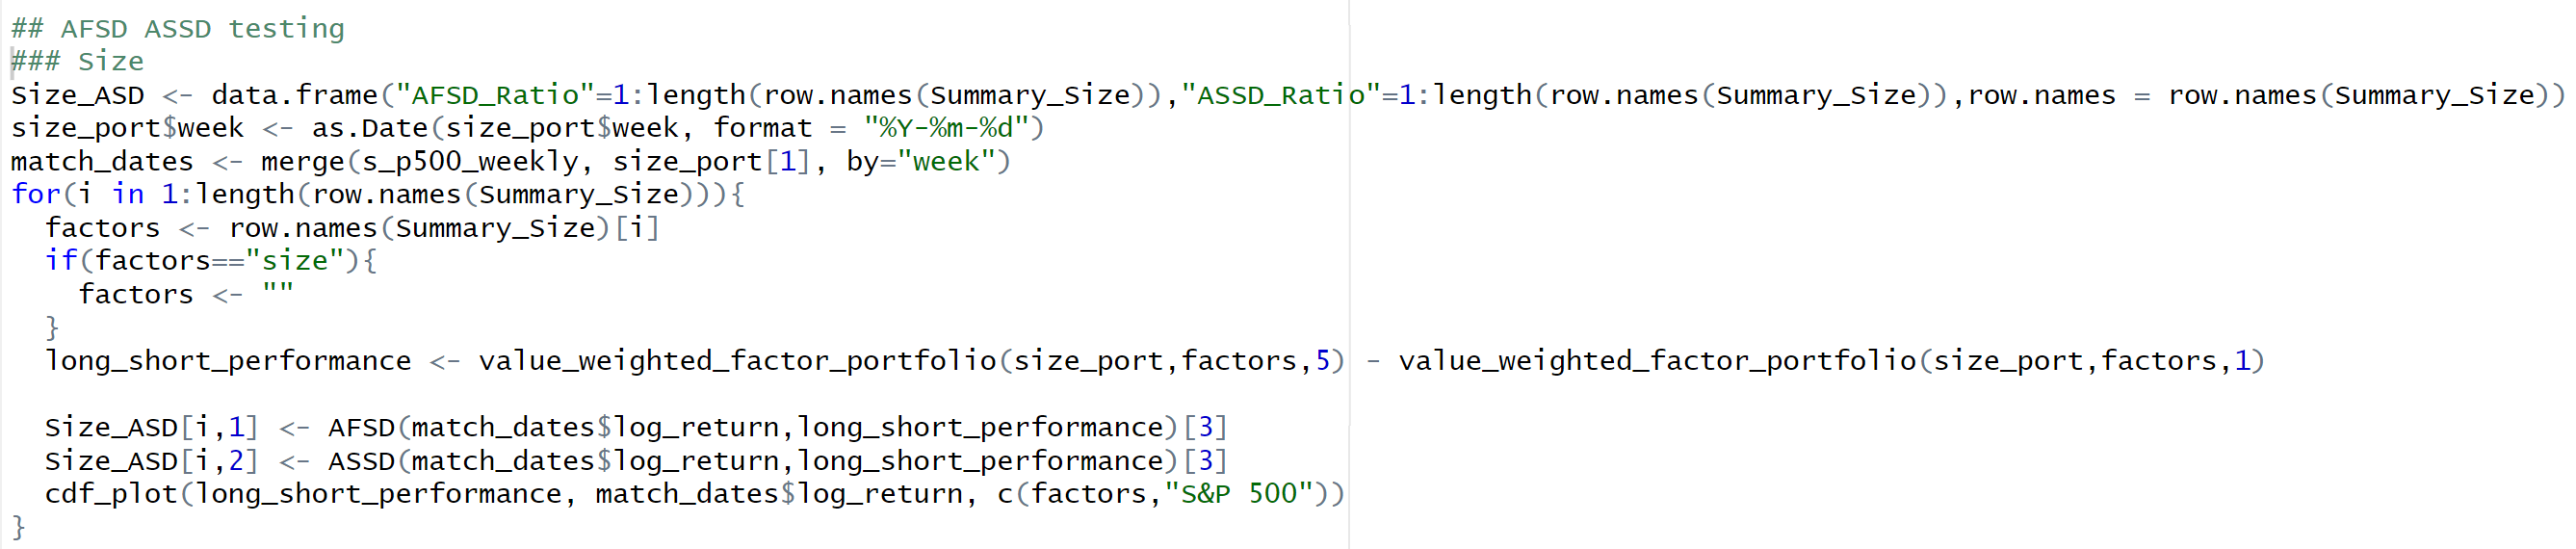 ## AFSD ASSD testing
### Size
Size_ASD <- data.frame("AFSD_Ratio"=1:length(row.names(Summary_Size)),"ASSD_Ratio"=1:length(row.names(Summary_Size)),row.names = row.names(Summary_Size))
size_port$week <- as.Date(size_port$week, format = "%Y-%m-%d")
match_dates <- merge(s_p500_weekly, size_port[1], by="week")
for(i in 1:length(row.names(Summary_Size))){
  factors <- row.names(Summary_Size)[i]
  if(factors=="size"){
    factors <- ""
  }
  long_short_performance <- value_weighted_factor_portfolio(size_port,factors,5) - value_weighted_factor_portfolio(size_port,factors,1)

  Size_ASD[i,1] <- AFSD(match_dates$log_return,long_short_performance)[3]
  Size_ASD[i,2] <- ASSD(match_dates$log_return,long_short_performance)[3]
  cdf_plot(long_short_performance, match_dates$log_return, c(factors,"S&P 500"))
}